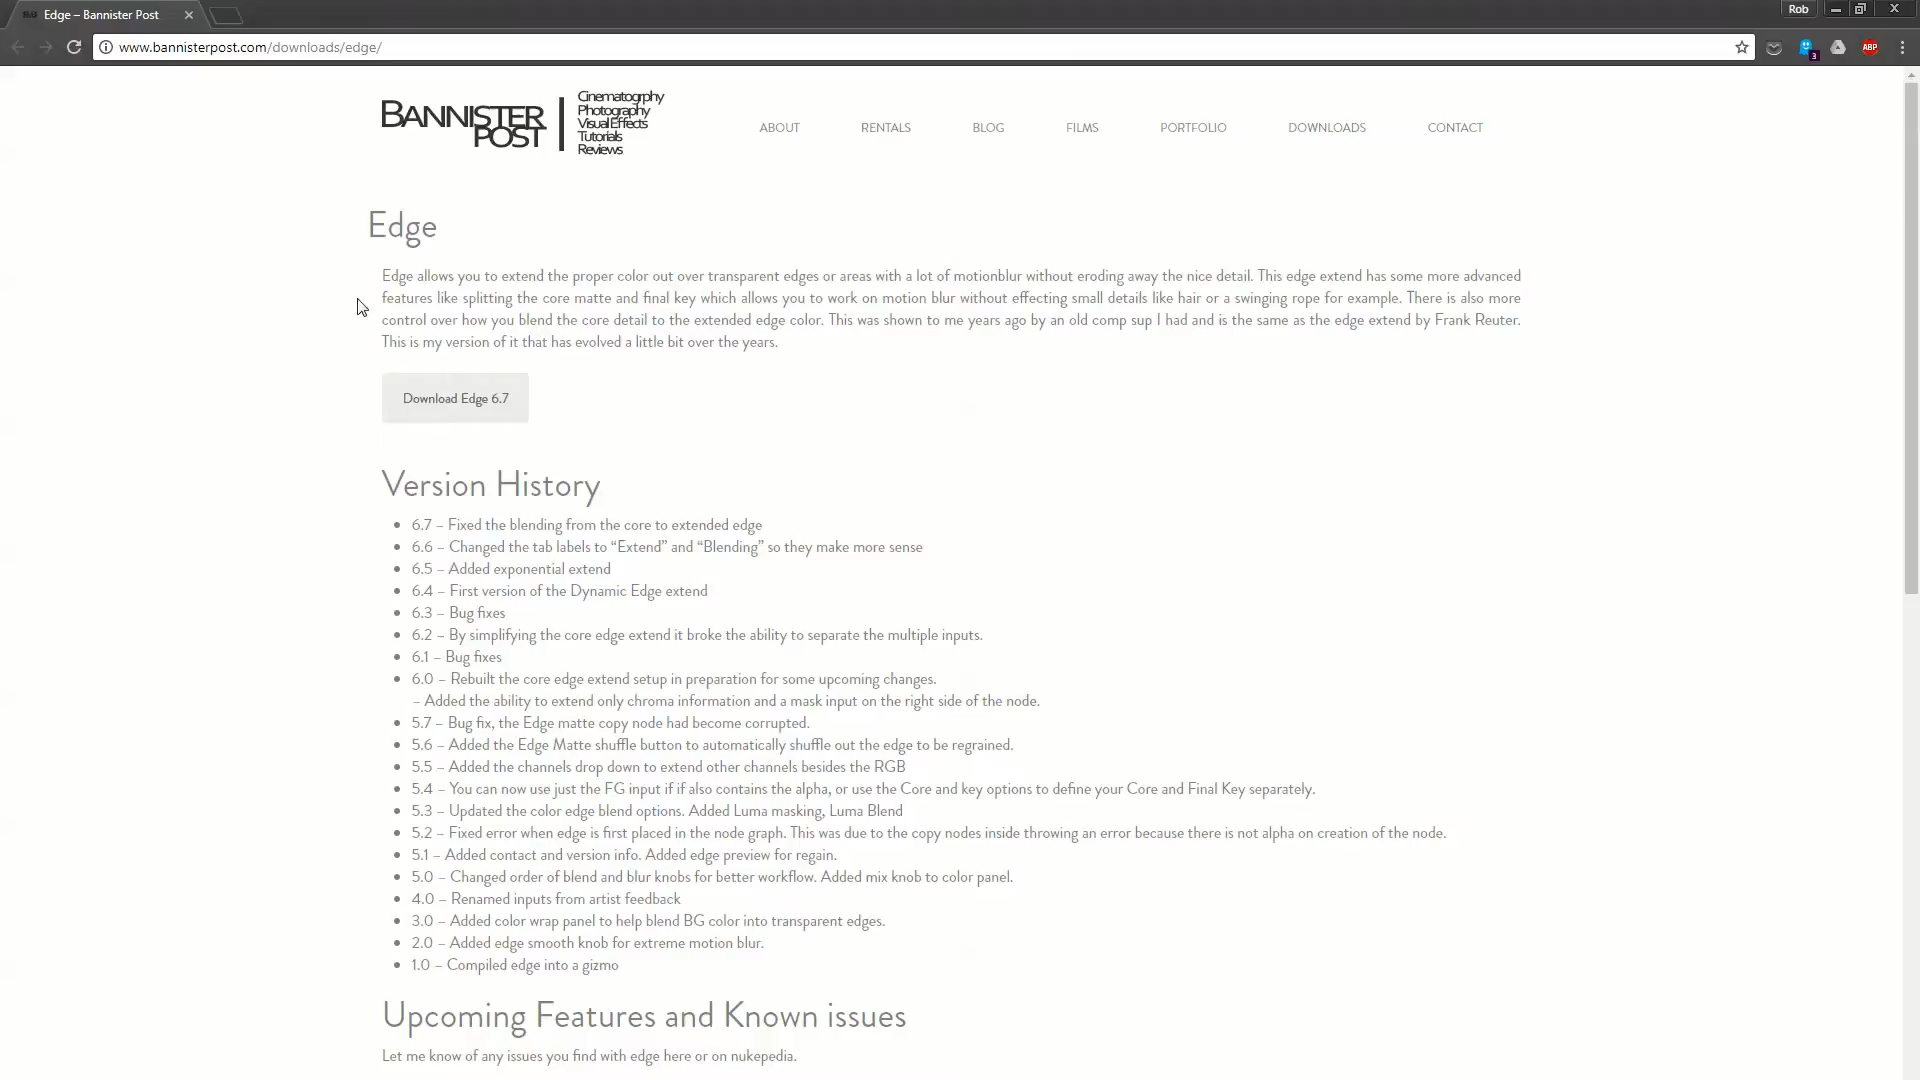 Edge – Bannister Post
Rob
www.bannisterpost.com/downloads/edge/
3
ABP
BANNISTER
POST
Cinematogrphy
Photography
Visual Effects
Tutorials
Reviews
ABOUT
RENTALS
BLOG
FILMS
PORTFOLIO
DOWNLOADS
CONTACT
Edge
Edge allows you to extend the proper color out over transparent edges or areas with a lot of motionblur without eroding away the nice detail. This edge extend has some more advanced
features like splitting the core matte and final key which allows you to work on motion blur without effecting small details like hair or a swinging rope for example. There is also more
control over how you blend the core detail to the extended edge color. This was shown to me years ago by an old comp sup I had and is the same as the edge extend by Frank Reuter.
This is my version of it that has evolved a little bit over the years.
Download Edge 6.7
Version History
6.7 – Fixed the blending from the core to extended edge
6.6 – Changed the tab labels to “Extend” and “Blending” so they make more sense
6.5 – Added exponential extend
6.4 – First version of the Dynamic Edge extend
6.3 – Bug fixes
6.2 – By simplifying the core edge extend it broke the ability to separate the multiple inputs.
6.1 – Bug fixes
6.0 – Rebuilt the core edge extend setup in preparation for some upcoming changes.
– Added the ability to extend only chroma information and a mask input on the right side of the node.
5.7 – Bug fix, the Edge matte copy node had become corrupted.
5.6 – Added the Edge Matte shuffle button to automatically shuffle out the edge to be regrained.
5.5 – Added the channels drop down to extend other channels besides the RGB
5.4 – You can now use just the FG input if if also contains the alpha, or use the Core and key options to define your Core and Final Key separately.
5.3 – Updated the color edge blend options. Added Luma masking, Luma Blend
5.2 – Fixed error when edge is first placed in the node graph. This was due to the copy nodes inside throwing an error because there is not alpha on creation of the node.
5.1 – Added contact and version info. Added edge preview for regain.
5.0 – Changed order of blend and blur knobs for better workflow. Added mix knob to color panel.
4.0 – Renamed inputs from artist feedback
3.0 – Added color wrap panel to help blend BG color into transparent edges.
2.0 – Added edge smooth knob for extreme motion blur.
1.0 – Compiled edge into a gizmo
Upcoming Features and Known issues
Let me know of any issues you find with edge here or on nukepedia.